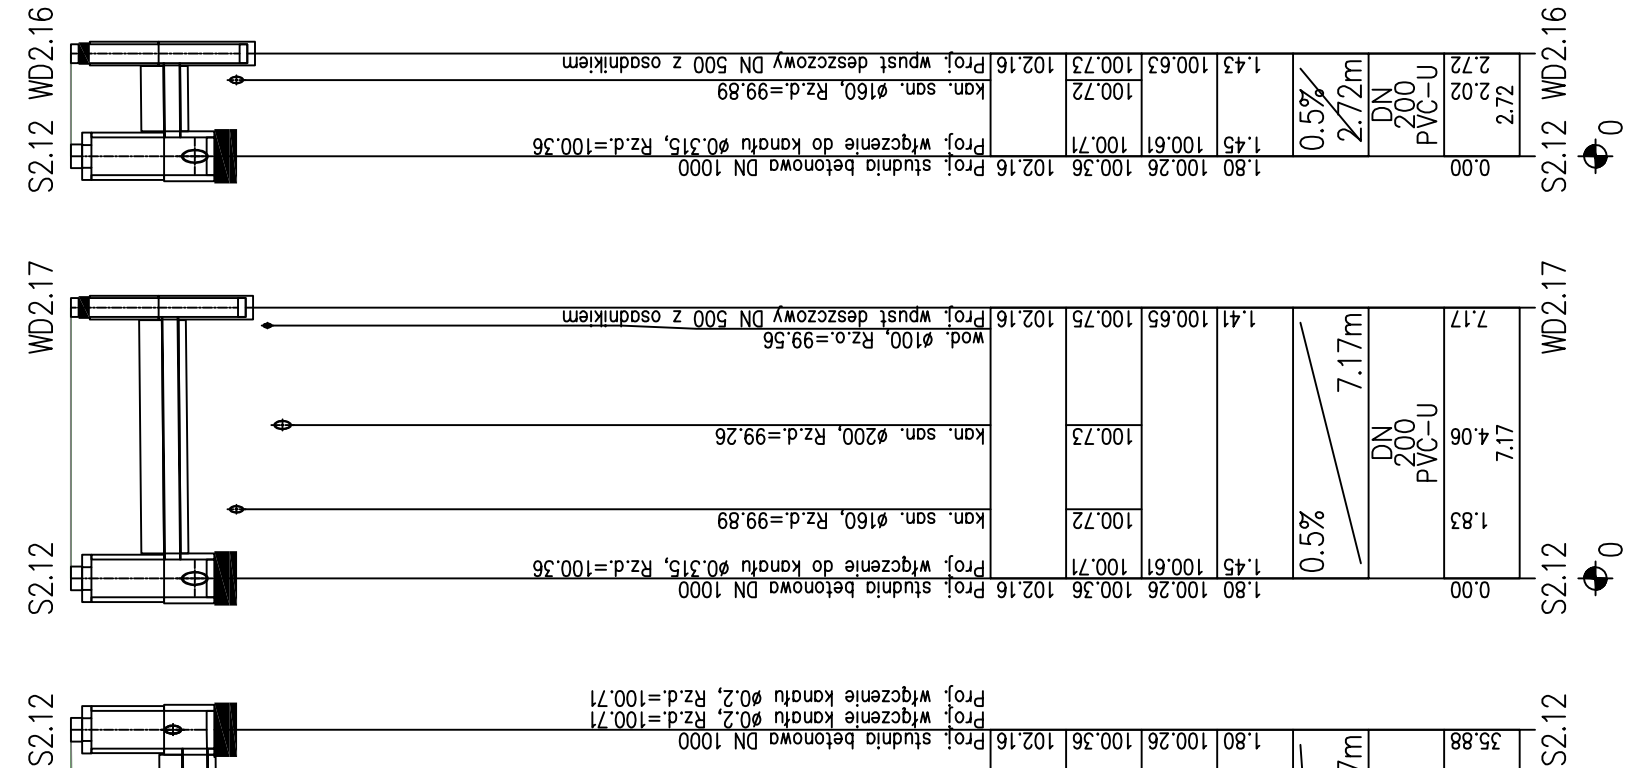 WD2.16
Proj. wpust deszczowy DN 500 z osadnikiem
102.16
100.73
100.63
1.43
2.72
WD2.16
kan. san. ø160, Rz.d.=99.89
100.72
2.02
2.72
0.5%
2.72m
DN
200
PVC-U
S2.12
Proj. włączenie do kanału ø0.315, Rz.d.=100.36
100.71
100.61
1.45
Proj. studnia betonowa DN 1000
102.16
100.36
100.26
1.80
0.00
S2.12
0
WD2.17
Proj. wpust deszczowy DN 500 z osadnikiem
102.16
100.75
100.65
1.41
7.17
WD2.17
wod. ø100, Rz.o.=99.56
7.17m
kan. san. ø200, Rz.d.=99.26
100.73
4.06
7.17
DN
200
PVC-U
kan. san. ø160, Rz.d.=99.89
100.72
1.83
0.5%
S2.12
Proj. włączenie do kanału ø0.315, Rz.d.=100.36
100.71
100.61
1.45
Proj. studnia betonowa DN 1000
102.16
100.36
100.26
1.80
0.00
S2.12
0
S2.12
Proj. włączenie kanału ø0.2, Rz.d.=100.71
Proj. włączenie kanału ø0.2, Rz.d.=100.71
Proj. studnia betonowa DN 1000
102.16
100.36
100.26
1.80
7m
35.88
S2.12